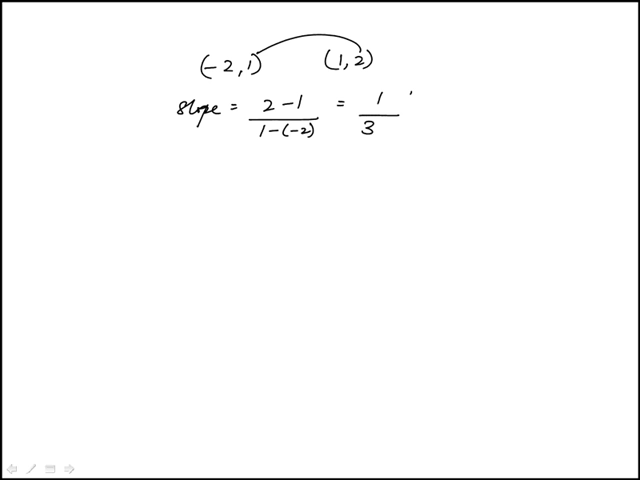 (-2,1) (1,2)
slope = 2-1/1-(-2) = 1/3